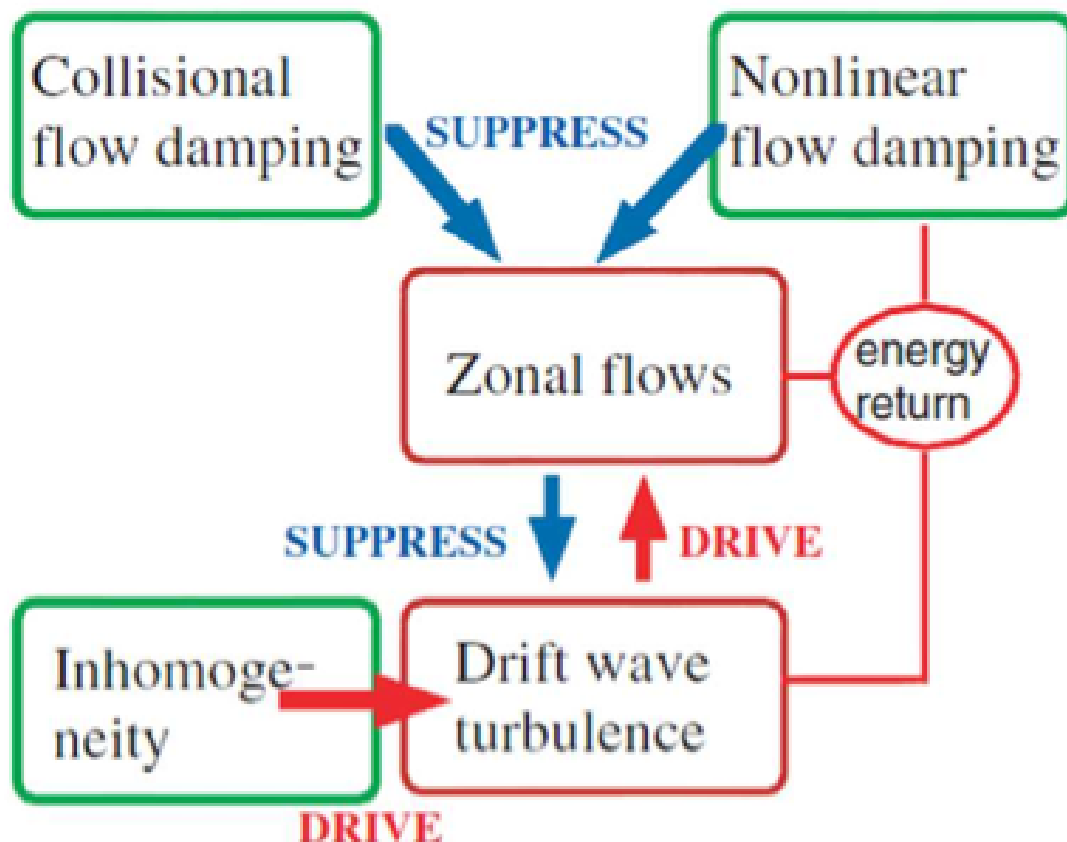 Collisional
flow damping
SUPPRESS
Nonlinear
flow damping
Zonal flows
energy
return
SUPPRESS
DRIVE
Inhomoge-
neity
Drift wave
turbulence
DRIVE